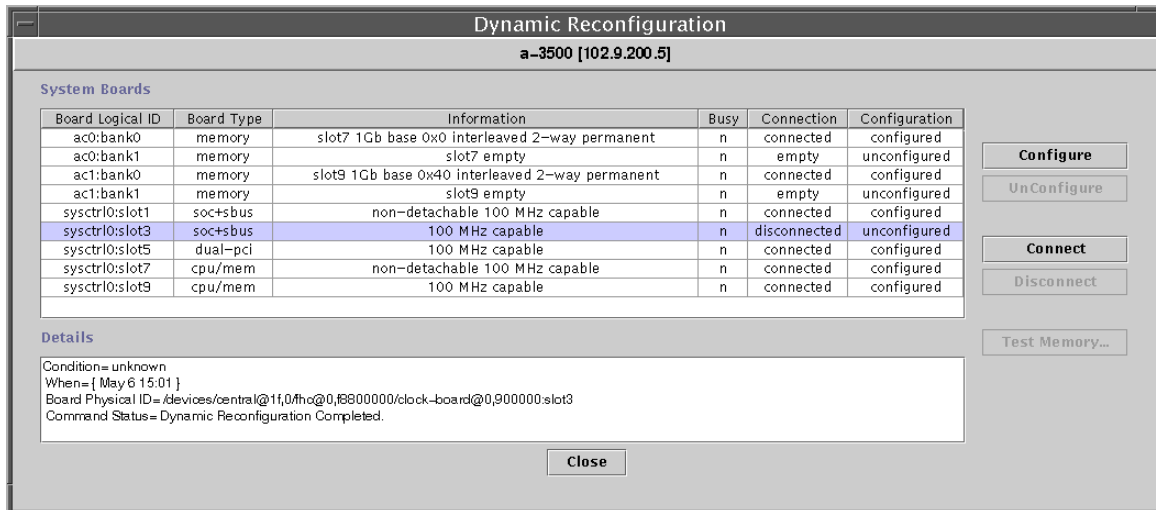 Dynamic Reconfiguration
a-3500 [102.9.200.5]
System Boards
Board Logical ID Board Type Information Busy Connection Configuration
ac0:bank0 memory slot7 1Gb base 0x0 interleaved 2-way permanent n connected configured
ac0:bank1 memory slot7 empty n empty unconfigured
ac1:bank0 memory slot9 1Gb base 0x40 interleaved 2-way permanent n connected configured
ac1:bank1 memory slot9 empty n empty unconfigured
sysctrl0:slot1 soc+sbus non-detachable 100 MHz capable n connected configured
sysctrl0:slot3 soc+sbus 100 MHz capable n disconnected unconfigured
sysctrl0:slot5 dual-pci 100 MHz capable n connected configured
sysctrl0:slot7 cpu/mem non-detachable 100 MHz capable n connected configured
sysctrl0:slot9 cpu/mem 100 MHz capable n connected configured
Configure
UnConfigure
Connect
Disconnect
Test Memory...
Details
Condition= unknown
When= { May 6 15:01 }
Board Physical ID= /devices/central@1f,0/fhc@0,f8800000/clock-board@0,900000:slot3
Command Status= Dynamic Reconfiguration Completed.
Close